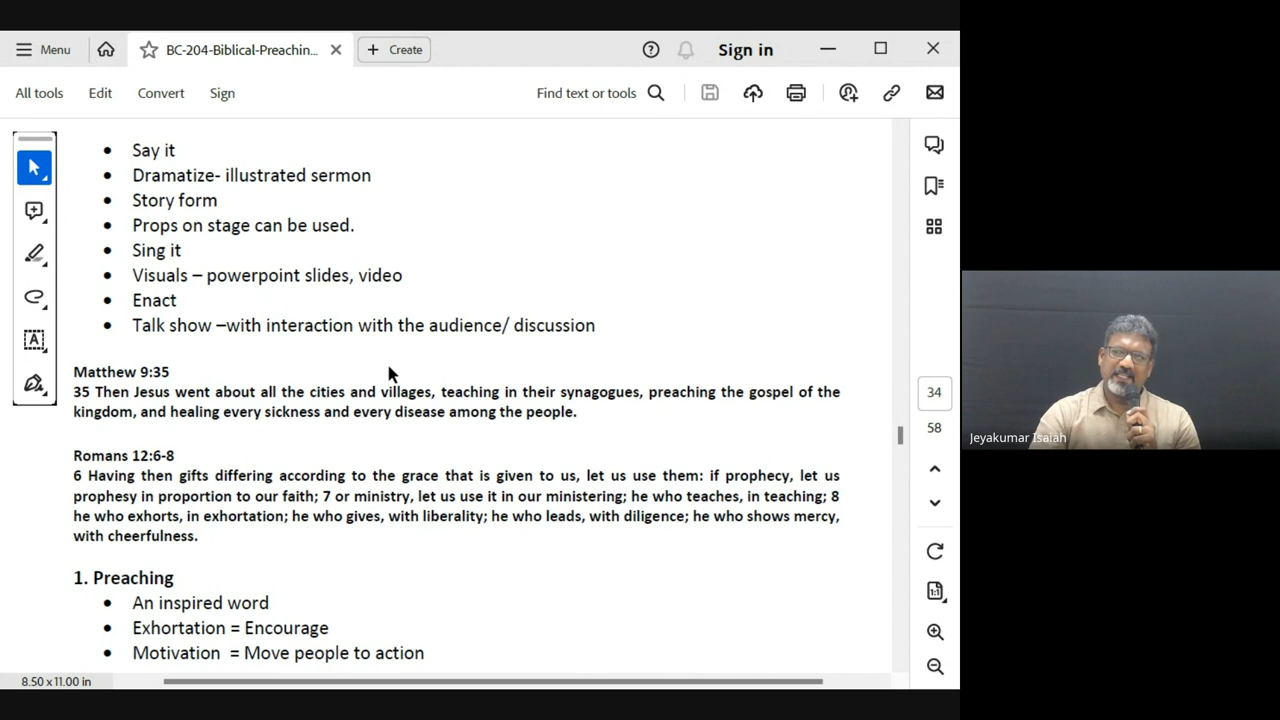 Menu
BC-204-Biblical-Preachin...
Create
Sign in
All tools
Edit
Convert
Sign
Find text or tools
• Say it
• Dramatize- illustrated sermon
• Story form
• Props on stage can be used.
• Sing it
• Visuals – powerpoint slides, video
• Enact
• Talk show –with interaction with the audience/ discussion
Matthew 9:35
35 Then Jesus went about all the cities and villages, teaching in their synagogues, preaching the gospel of the
kingdom, and healing every sickness and every disease among the people.
Romans 12:6-8
6 Having then gifts differing according to the grace that is given to us, let us use them: if prophecy, let us
prophesy in proportion to our faith; 7 or ministry, let us use it in our ministering; he who teaches, in teaching; 8
he who exhorts, in exhortation; he who gives, with liberality; he who leads, with diligence; he who shows mercy,
with cheerfulness.
1. Preaching
• An inspired word
• Exhortation = Encourage
• Motivation = Move people to action
8.50 x 11.00 in
34
58
1:1
Jeyakumar Isaiah